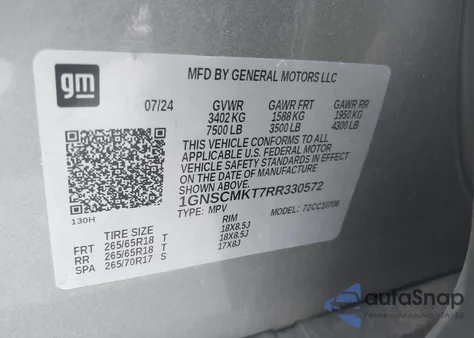 gm
MFD BY GENERAL MOTORS LLC
07/24 GVWR GAWR FRT GAWR RR
3402 KG 1588 KG 1950 KG
7500 LB 3500 LB 4300 LB
THIS VEHICLE CONFORMS TO ALL
APPLICABLE U.S. FEDERAL MOTOR
VEHICLE SAFETY STANDARDS IN EFFECT
ON THE DATE OF MANUFACTURE SHOWN ABOVE.
1GNSCMKT7RR330572
TYPE: MPV MODEL: 72CC10706
130H
TIRE SIZE RIM
FRT 265/65R18 T 18X8.5J
RR 265/65R18 T 18X8.5J
SPA 265/70R17 S 17X8J
autoSnap